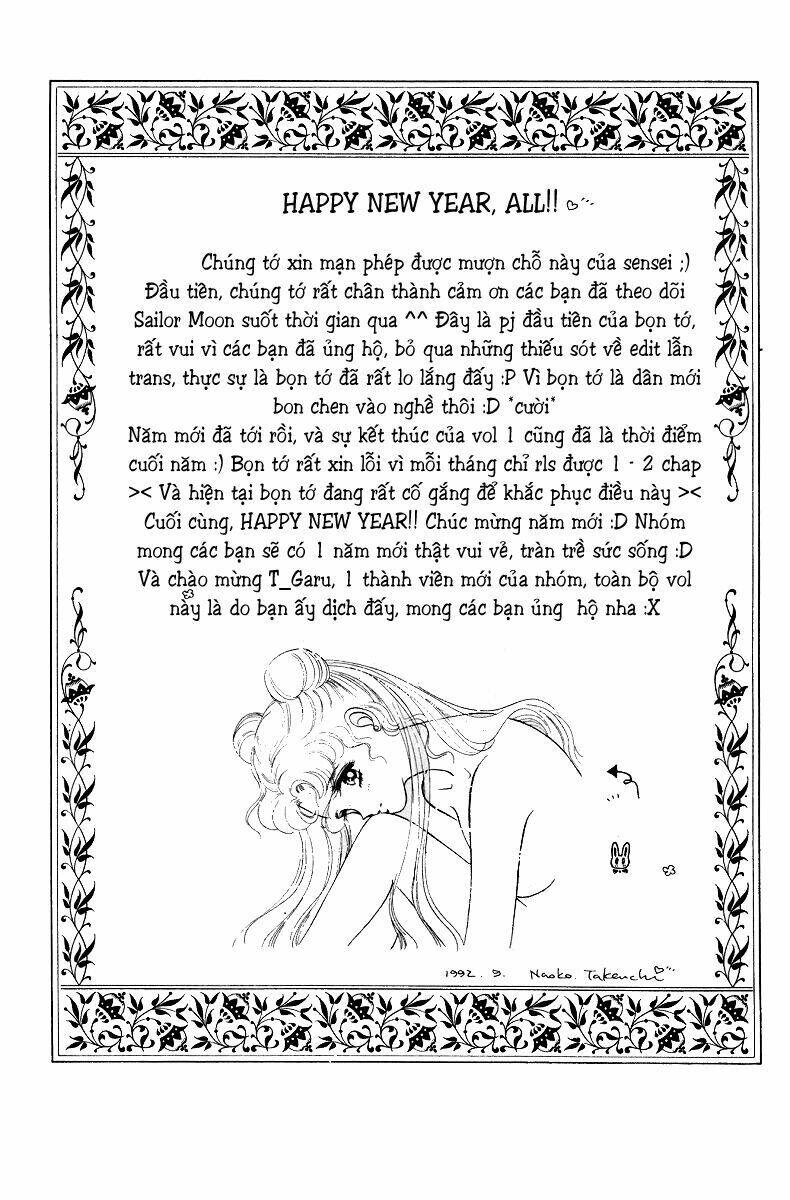 HAPPY NEW YEAR, ALL!!
Chúng tớ xin mạn phép được mượn chỗ này của sensei ;)
Đầu tiên, chúng tớ rất chân thành cảm ơn các bạn đã theo dõi
Sailor Moon suốt thời gian qua ^^ Đây là pj đầu tiên của bọn tớ,
rất vui vì các bạn đã ủng hộ, bỏ qua những thiếu sót về edit lẫn
trans, thực sự là bọn tớ đã rất lo lắng đấy :P Vì bọn tớ là dân mới
bon chen vào nghề thôi :D *cười*
Năm mới đã tới rồi, và sự kết thúc của vol 1 cũng đã là thời điểm
cuối năm :) Bọn tớ rất xin lỗi vì mỗi tháng chỉ rls được 1 - 2 chap
>< Và hiện tại bọn tớ đang rất cố gắng để khắc phục điều này ><
Cuối cùng, HAPPY NEW YEAR!! Chúc mừng năm mới :D Nhóm
mong các bạn sẽ có 1 năm mới thật vui vẻ, tràn trề sức sống :D
Và chào mừng T_Garu, 1 thành viên mới của nhóm, toàn bộ vol
này là do bạn ấy dịch đấy, mong các bạn ủng hộ nha :X
1992. 9. Naoko. Takeuchi